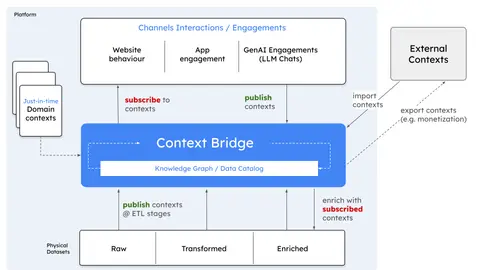 Platform
Channels Interactions / Engagements
Website
behaviour
App
engagement
GenAI Engagements
(LLM Chats)
External
Contexts
Just-in-time
Domain
contexts
subscribe to
contexts
publish
contexts
import
contexts
export contexts
(e.g. monetization)
Context Bridge
Knowledge Graph / Data Catalog
publish contexts
@ ETL stages
enrich with
subscribed
contexts
Physical
Datasets
Raw
Transformed
Enriched